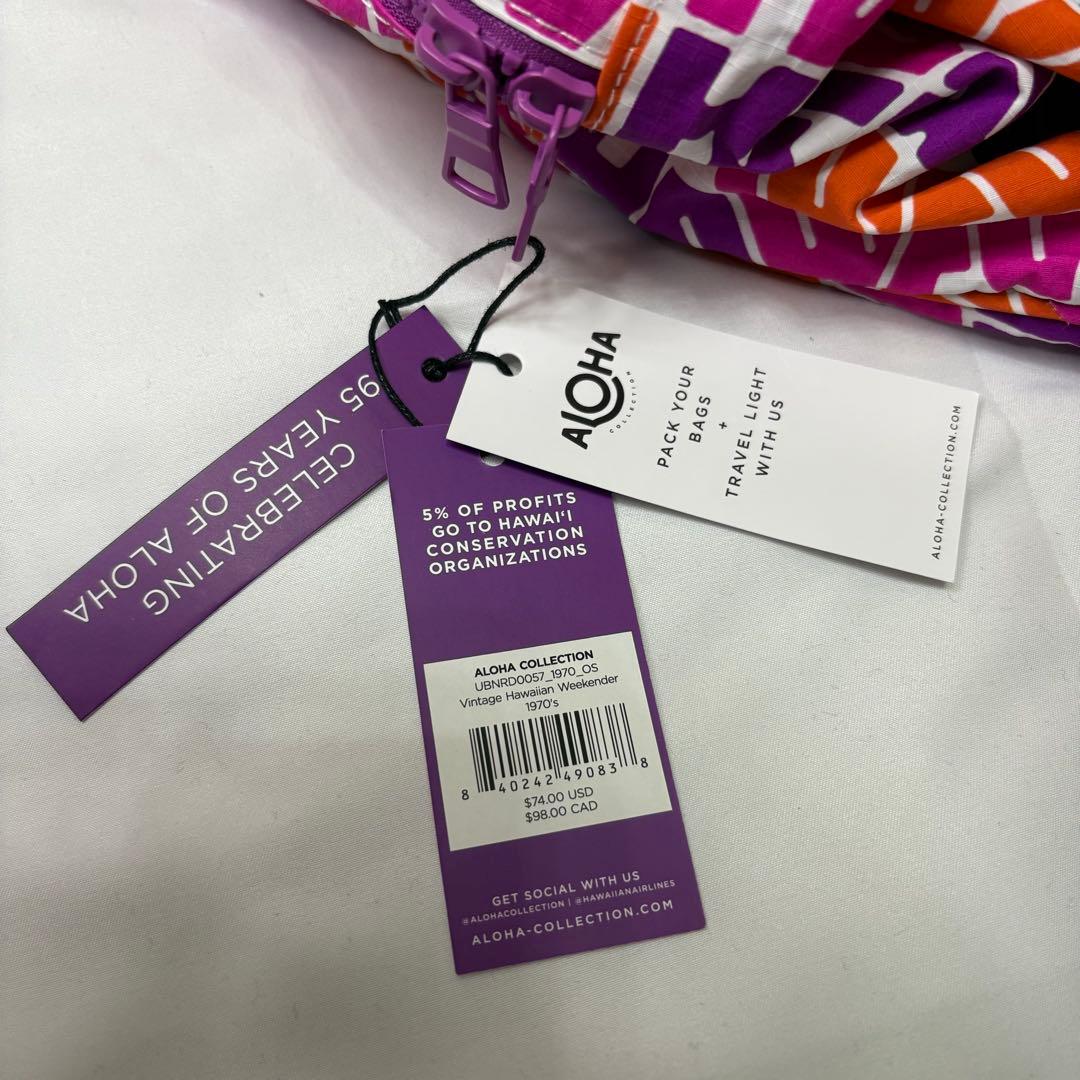 ALOHA
COLLECTION
PACK YOUR
BAGS
+
TRAVEL LIGHT
WITH US
ALOHA-COLLECTION.COM
CELEBRATING
95 YEARS OF ALOHA
5% OF PROFITS
GO TO HAWAIʻI
CONSERVATION
ORGANIZATIONS
ALOHA COLLECTION
UBNRD0057_1970_OS
Vintage Hawaiian Weekender
1970's
8 40242 49083 8
$74.00 USD
$98.00 CAD
GET SOCIAL WITH US
@ALOHACOLLECTION | @HAWAIIANAIRLINES
ALOHA-COLLECTION.COM